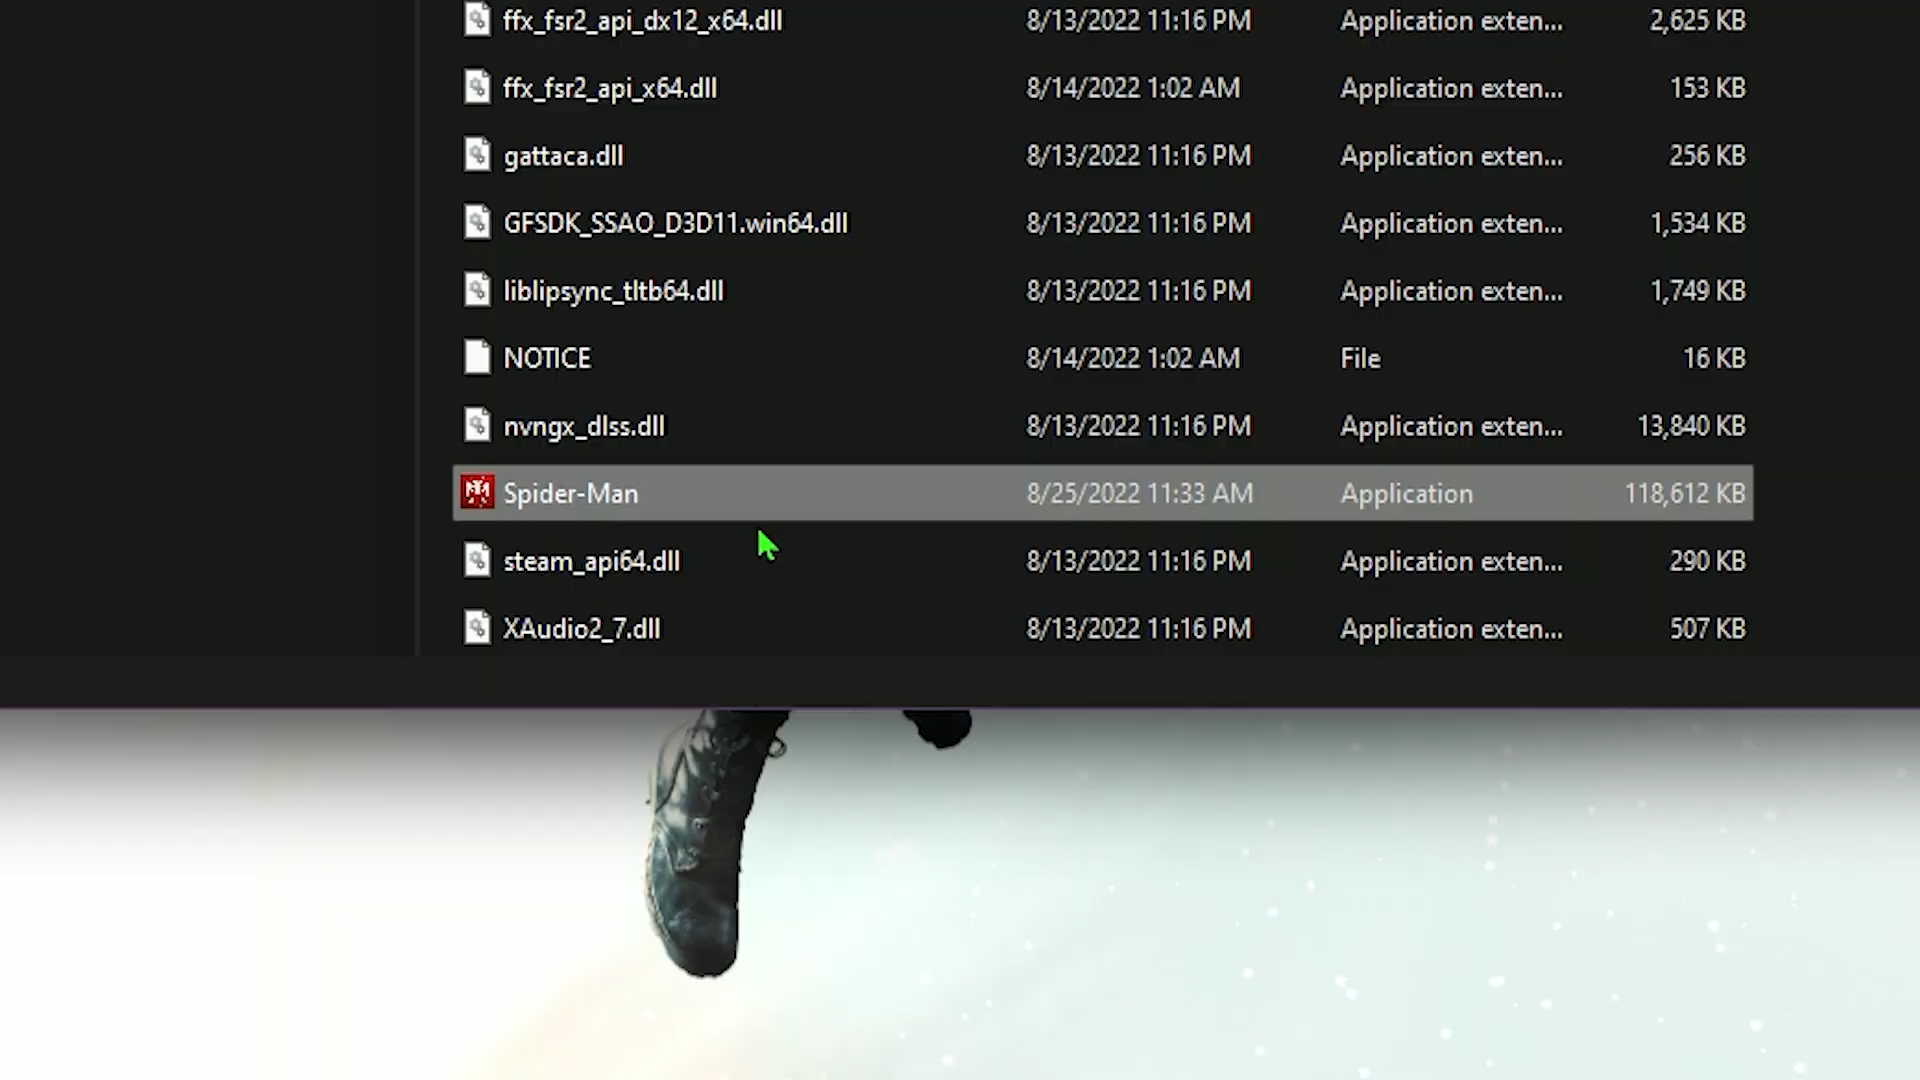 ffx_fsr2_api_dx12_x64.dll 8/13/2022 11:16 PM Application exten... 2,625 KB
ffx_fsr2_api_x64.dll 8/14/2022 1:02 AM Application exten... 153 KB
gattaca.dll 8/13/2022 11:16 PM Application exten... 256 KB
GFSDK_SSAO_D3D11.win64.dll 8/13/2022 11:16 PM Application exten... 1,534 KB
liblipsync_tltb64.dll 8/13/2022 11:16 PM Application exten... 1,749 KB
NOTICE 8/14/2022 1:02 AM File 16 KB
nvngx_dlss.dll 8/13/2022 11:16 PM Application exten... 13,840 KB
Spider-Man 8/25/2022 11:33 AM Application 118,612 KB
steam_api64.dll 8/13/2022 11:16 PM Application exten... 290 KB
XAudio2_7.dll 8/13/2022 11:16 PM Application exten... 507 KB